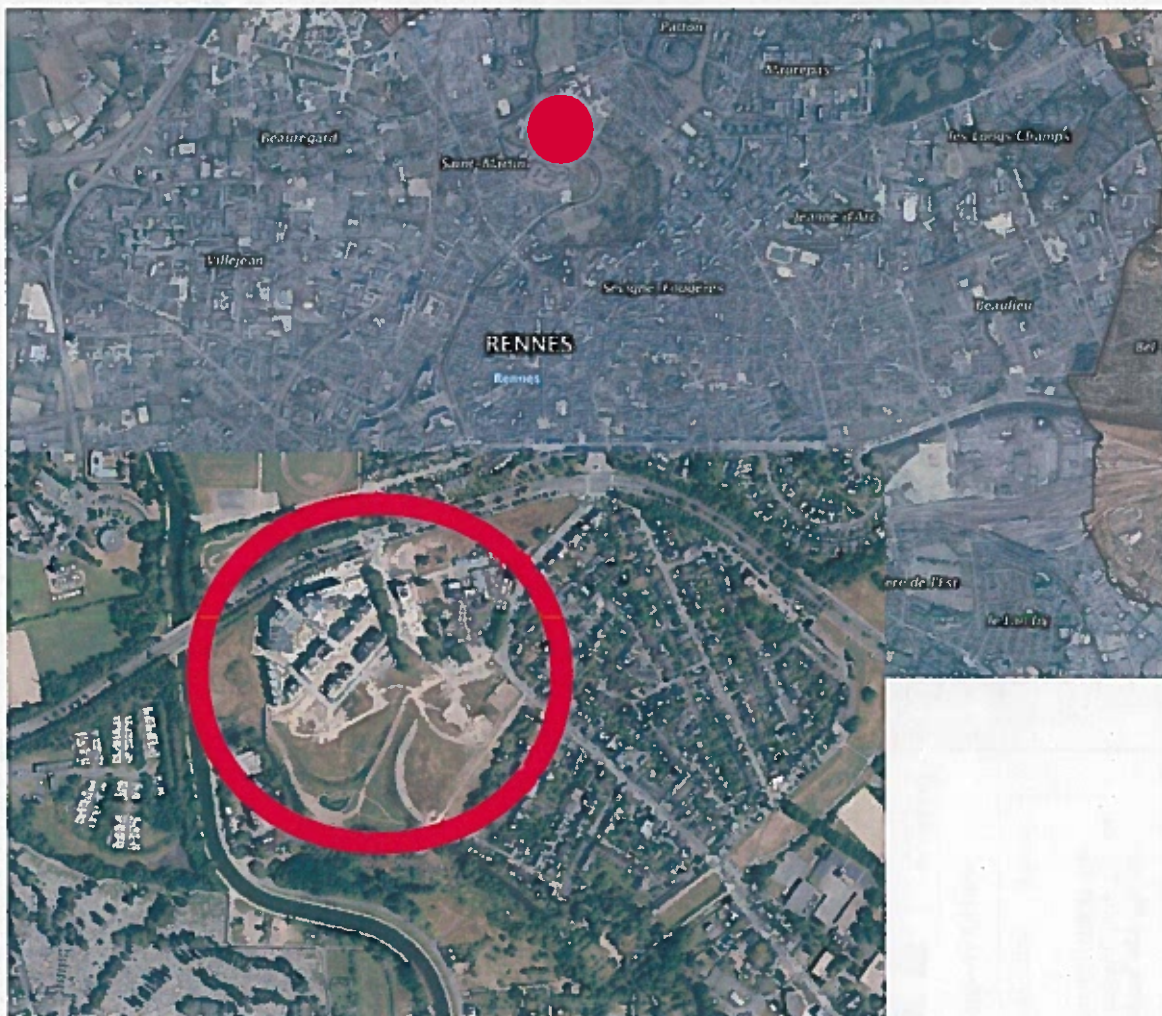 Patton
Maurepas
Beauregard
les Longs Champs
Saint-Martin
Jeanne d'Arc
Villejean
Sévigné-Fougères
Beaulieu
RENNES
Bel
Rennes
ere de l'Est